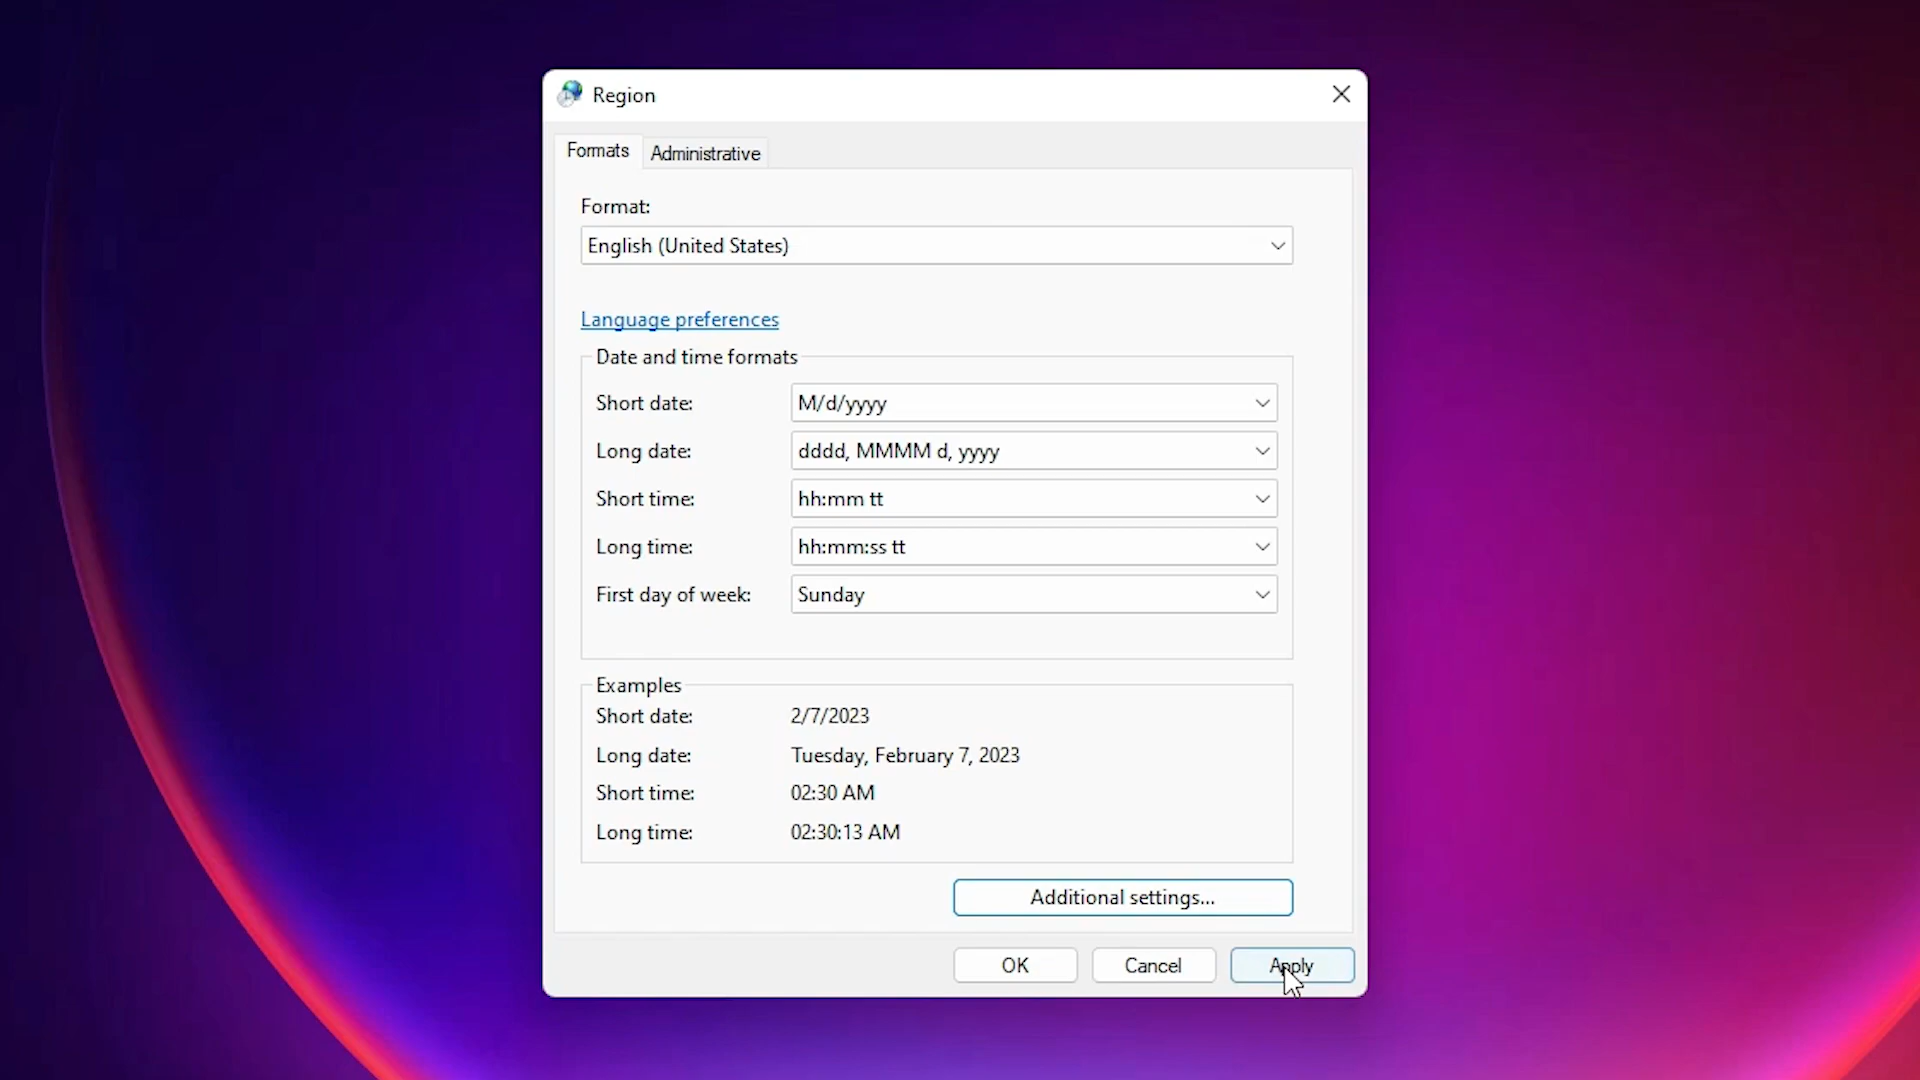 Region
Formats
Administrative
Format:
English (United States)
Language preferences
Date and time formats
Short date: M/d/yyyy
Long date: dddd, MMMM d, yyyy
Short time: hh:mm tt
Long time: hh:mm:ss tt
First day of week: Sunday
Examples
Short date: 2/7/2023
Long date: Tuesday, February 7, 2023
Short time: 02:30 AM
Long time: 02:30:13 AM
Additional settings...
OK Cancel Apply